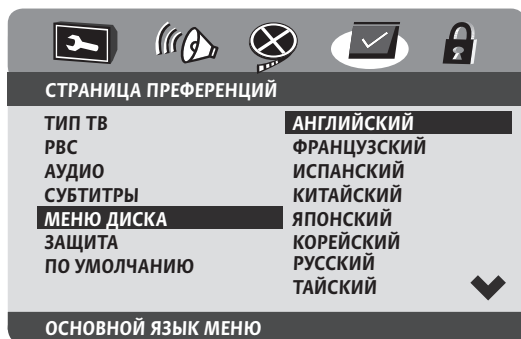 СТРАНИЦА ПРЕФЕРЕНЦИЙ
ТИП ТВ
PBC
АУДИО
СУБТИТРЫ
МЕНЮ ДИСКА
ЗАЩИТА
ПО УМОЛЧАНИЮ
АНГЛИЙСКИЙ
ФРАНЦУЗСКИЙ
ИСПАНСКИЙ
КИТАЙСКИЙ
ЯПОНСКИЙ
КОРЕЙСКИЙ
РУССКИЙ
ТАЙСКИЙ
ОСНОВНОЙ ЯЗЫК МЕНЮ